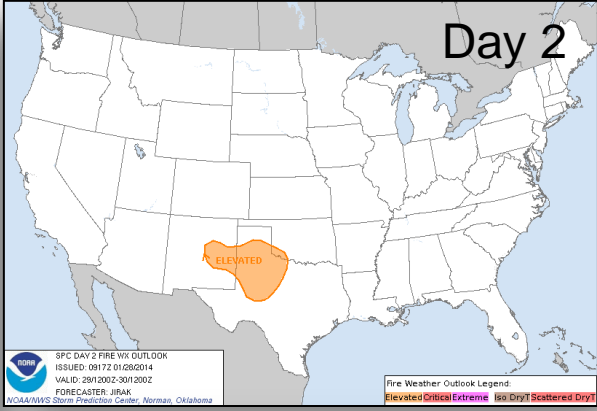 Day 2
ELEVATED
NOAA
SPC DAY 2 FIRE WX OUTLOOK
ISSUED: 0917Z 01/28/2014
VALID: 29/1200Z-30/1200Z
FORECASTER: JIRAK
NOAA/NWS Storm Prediction Center, Norman, Oklahoma
Fire Weather Outlook Legend:
Elevated Critical Extreme Iso DryT Scattered DryT